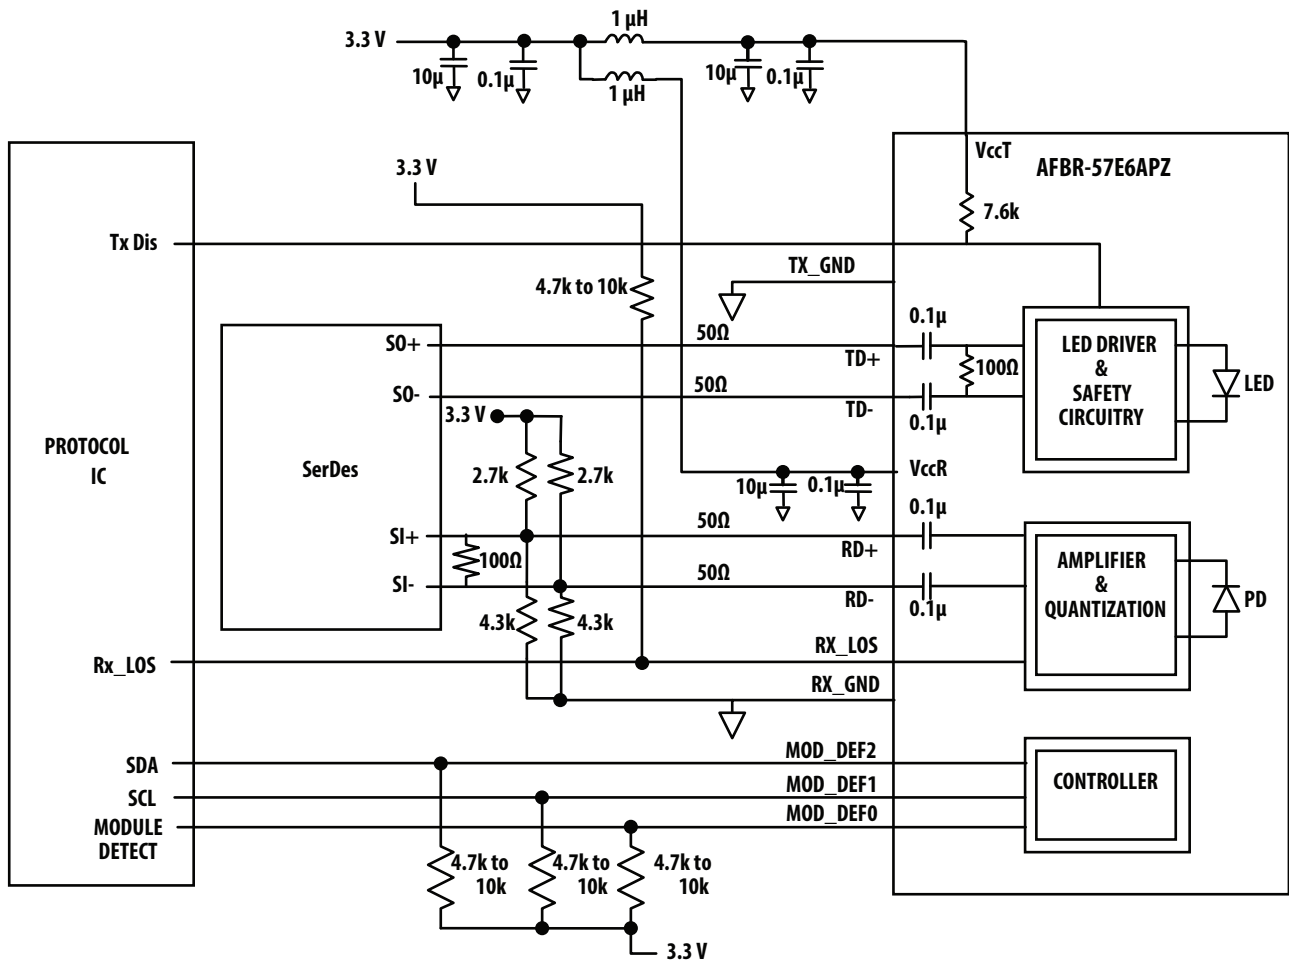 1 µH
3.3 V
10µ
0.1µ
1 µH
10µ
0.1µ
VccT
AFBR-57E6APZ
3.3 V
7.6k
Tx Dis
TX_GND
4.7k to 10k
0.1µ
SO+
50Ω
TD+
100Ω
LED DRIVER
&
SAFETY
CIRCUITRY
LED
SO-
50Ω
TD-
0.1µ
3.3 V
PROTOCOL
IC
SerDes
2.7k
2.7k
VccR
10µ
0.1µ
0.1µ
SI+
50Ω
RD+
100Ω
AMPLIFIER
&
QUANTIZATION
PD
SI-
50Ω
RD-
0.1µ
4.3k
4.3k
Rx_LOS
RX_LOS
RX_GND
SDA
MOD_DEF2
CONTROLLER
SCL
MOD_DEF1
MODULE
DETECT
MOD_DEF0
4.7k to
10k
4.7k to
10k
4.7k to
10k
3.3 V